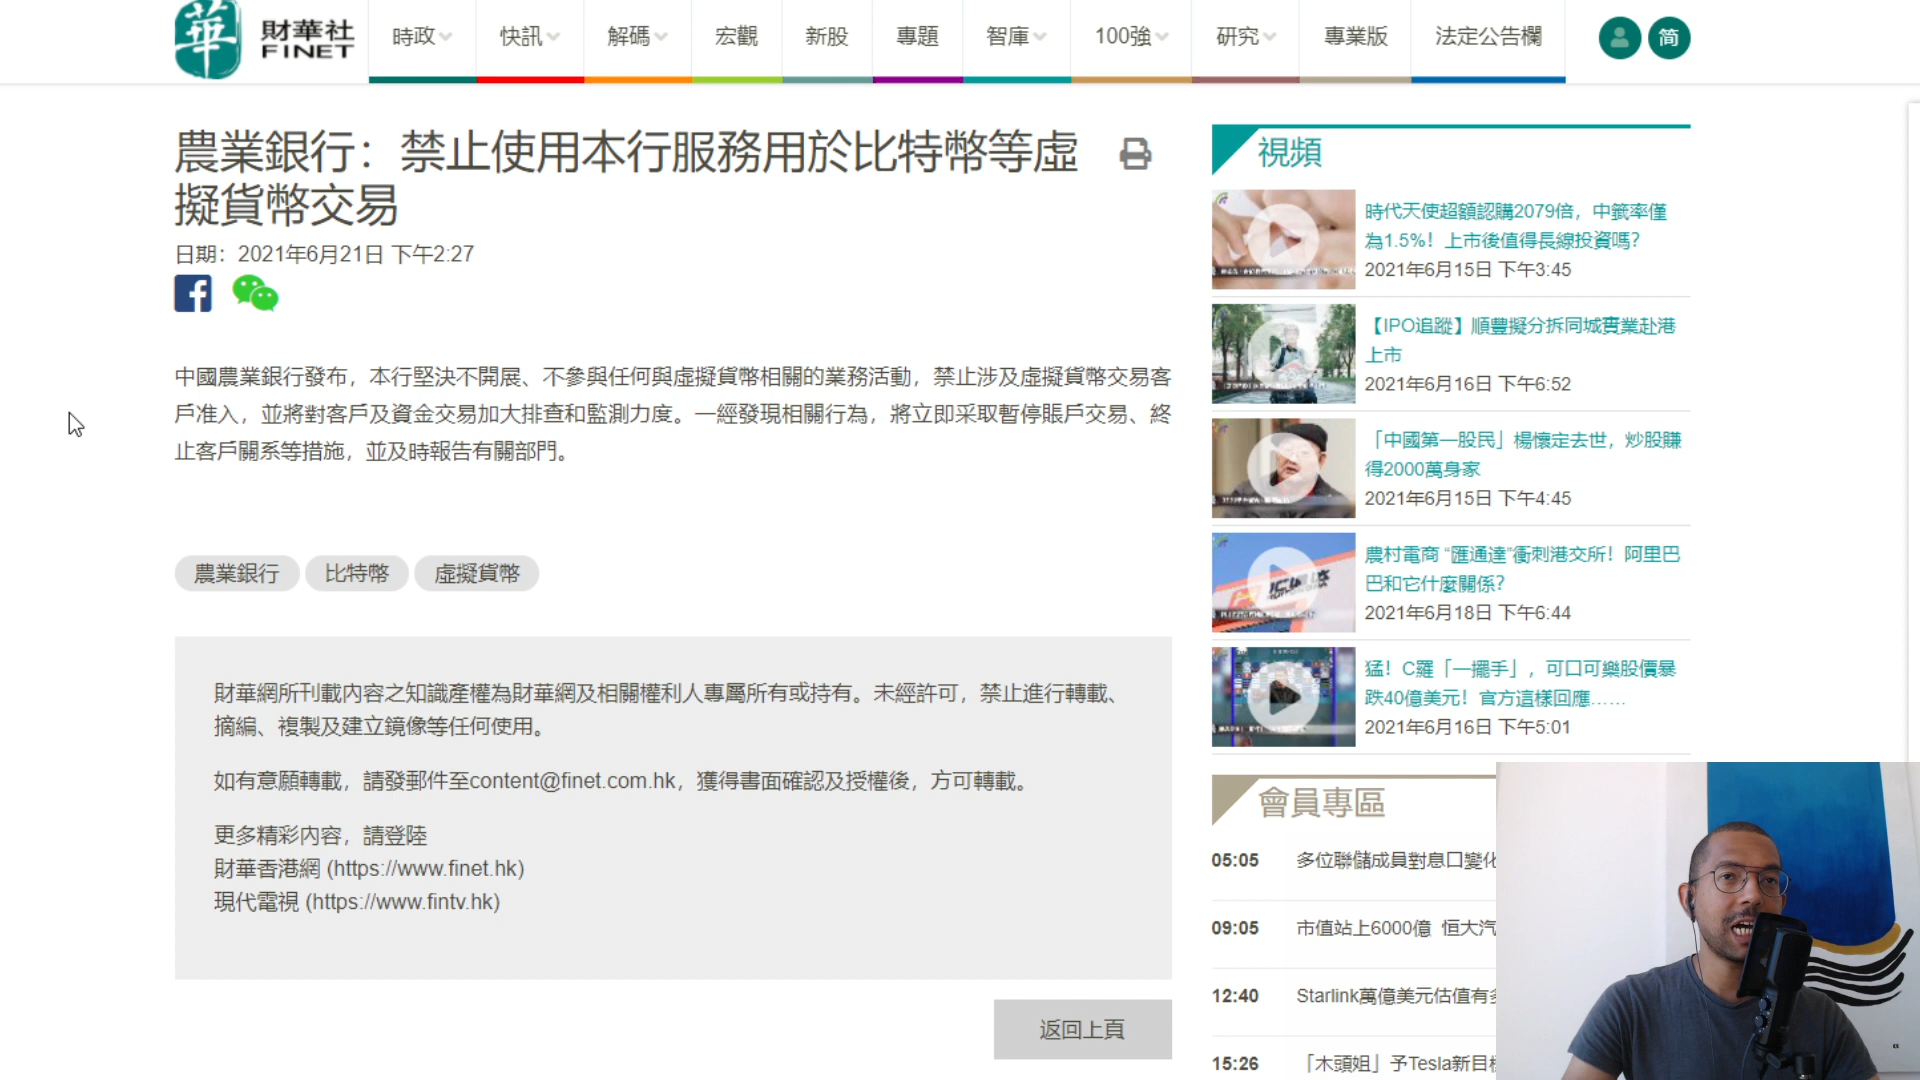 華 財華社
FINET
時政
快訊
解碼
宏觀
新股
專題
智庫
100強
研究
專業版
法定公告欄
简
農業銀行：禁止使用本行服務用於比特幣等虛
擬貨幣交易
日期：2021年6月21日 下午2:27
中國農業銀行發布，本行堅決不開展、不參與任何與虛擬貨幣相關的業務活動，禁止涉及虛擬貨幣交易客
戶准入，並將對客戶及資金交易加大排查和監測力度。一經發現相關行為，將立即采取暫停賬戶交易、終
止客戶關系等措施，並及時報告有關部門。
農業銀行
比特幣
虛擬貨幣
財華網所刊載內容之知識產權為財華網及相關權利人專屬所有或持有。未經許可，禁止進行轉載、
摘編、複製及建立鏡像等任何使用。
如有意願轉載，請發郵件至content@finet.com.hk，獲得書面確認及授權後，方可轉載。
更多精彩內容，請登陸
財華香港網 (https://www.finet.hk)
現代電視 (https://www.fintv.hk)
返回上頁
視頻
時代天使超額認購2079倍，中籤率僅
為1.5%！上市後值得長線投資嗎？
2021年6月15日 下午3:45
【IPO追蹤】順豐擬分拆同城實業赴港
上市
2021年6月16日 下午6:52
「中國第一股民」楊懷定去世，炒股賺
得2000萬身家
2021年6月15日 下午4:45
農村電商 “匯通達”衝刺港交所！阿里巴
巴和它什麼關係？
2021年6月18日 下午6:44
猛！C羅「一擺手」，可口可樂股價暴
跌40億美元！官方這樣回應……
2021年6月16日 下午5:01
會員專區
05:05 多位聯儲成員對息口變化
09:05 市值站上6000億 恒大汽
12:40 Starlink萬億美元估值有
15:26 「木頭姐」予Tesla新目